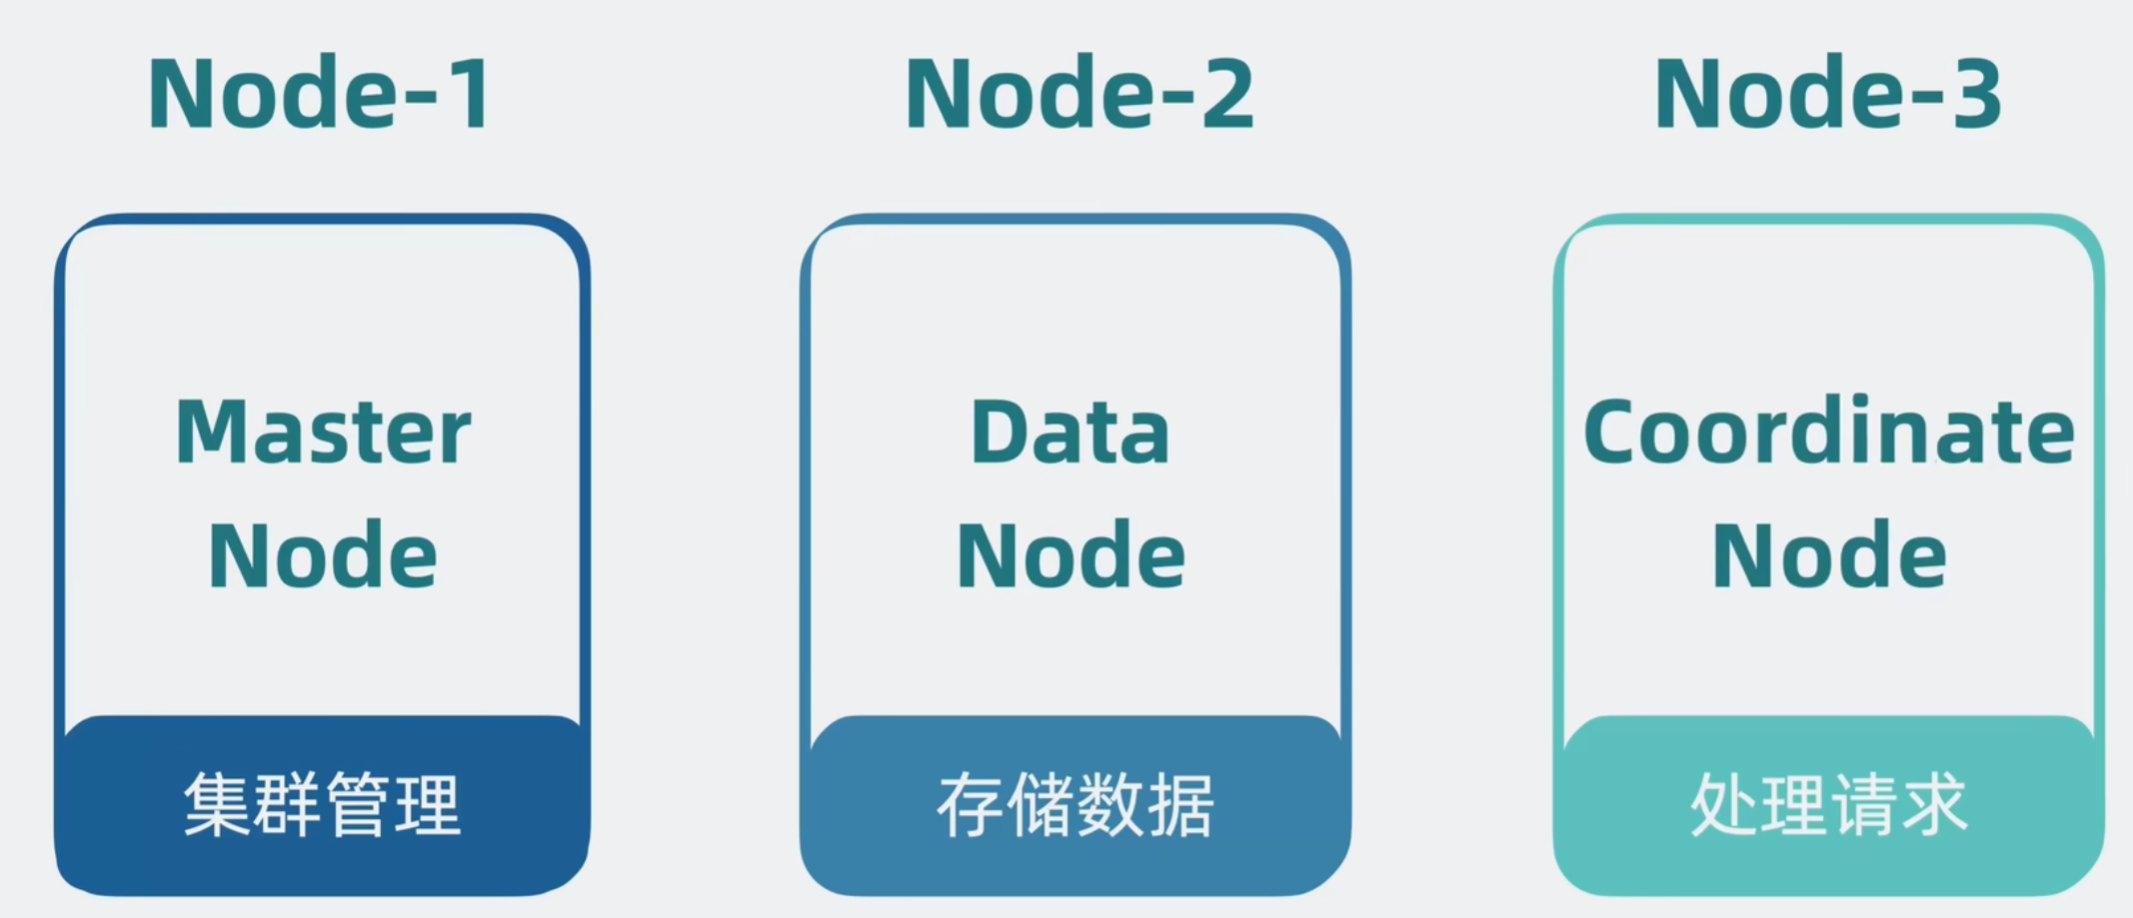 Node-1
Node-2
Node-3
Master
Node
集群管理
Data
Node
存储数据
Coordinate
Node
处理请求